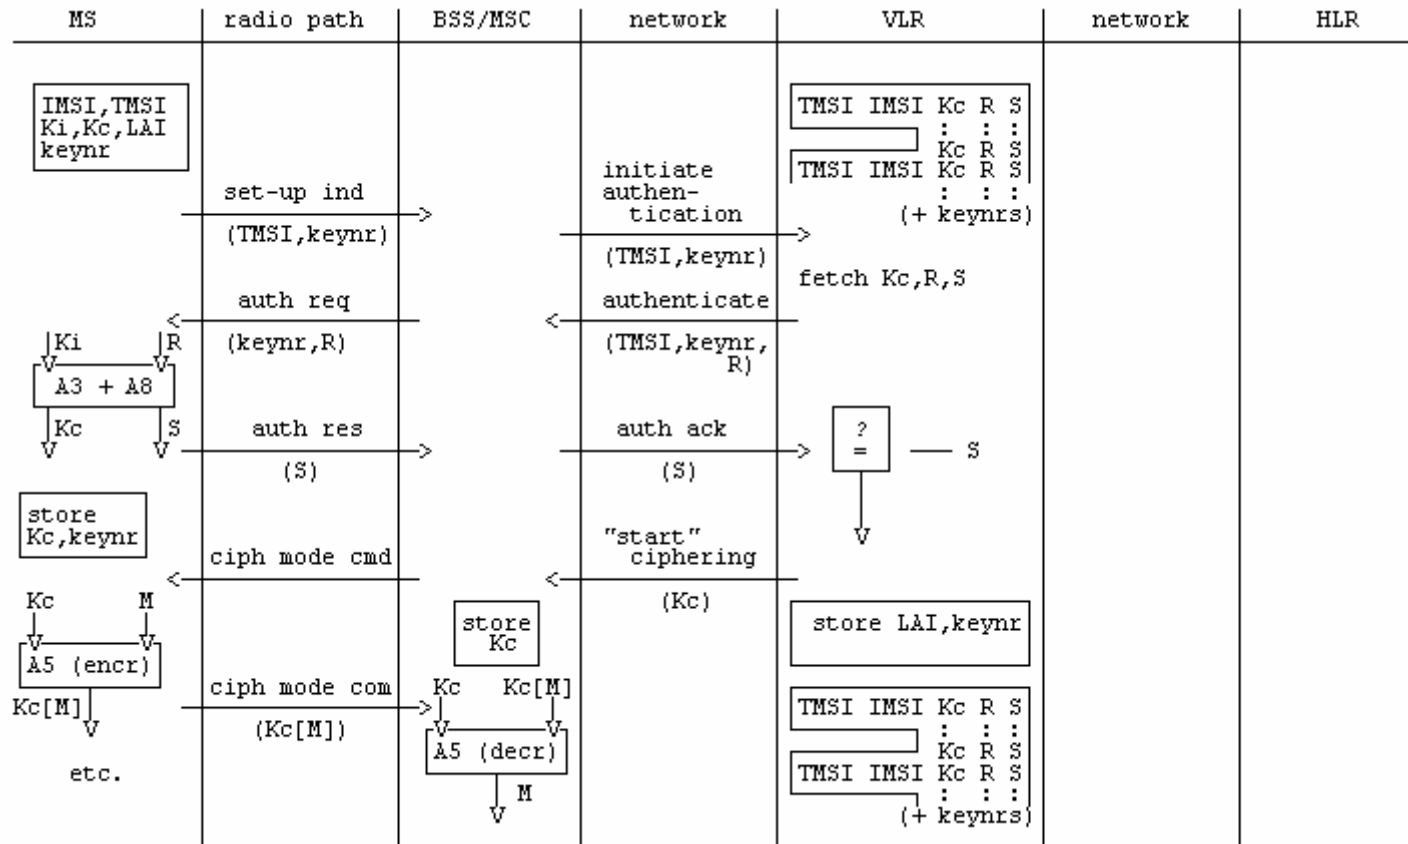 MS radio path BSS/MSC network VLR network HLR
IMSI,TMSI
Ki,Kc,LAI
keynr
TMSI IMSI Kc R S
: : :
Kc R S
TMSI IMSI Kc R S
: : :
(+ keynrs)
set-up ind
(TMSI,keynr)
initiate
authen-
tication
(TMSI,keynr)
fetch Kc,R,S
auth req
(keynr,R)
authenticate
(TMSI,keynr,
R)
Ki R
A3 + A8
Kc S
auth res
(S)
auth ack
(S)
?
=
S
store
Kc,keynr
ciph mode cmd
"start"
ciphering
(Kc)
Kc M
A5 (encr)
Kc[M]
store
Kc
store LAI,keynr
ciph mode com
(Kc[M])
Kc Kc[M]
A5 (decr)
M
TMSI IMSI Kc R S
: : :
Kc R S
TMSI IMSI Kc R S
: : :
(+ keynrs)
etc.